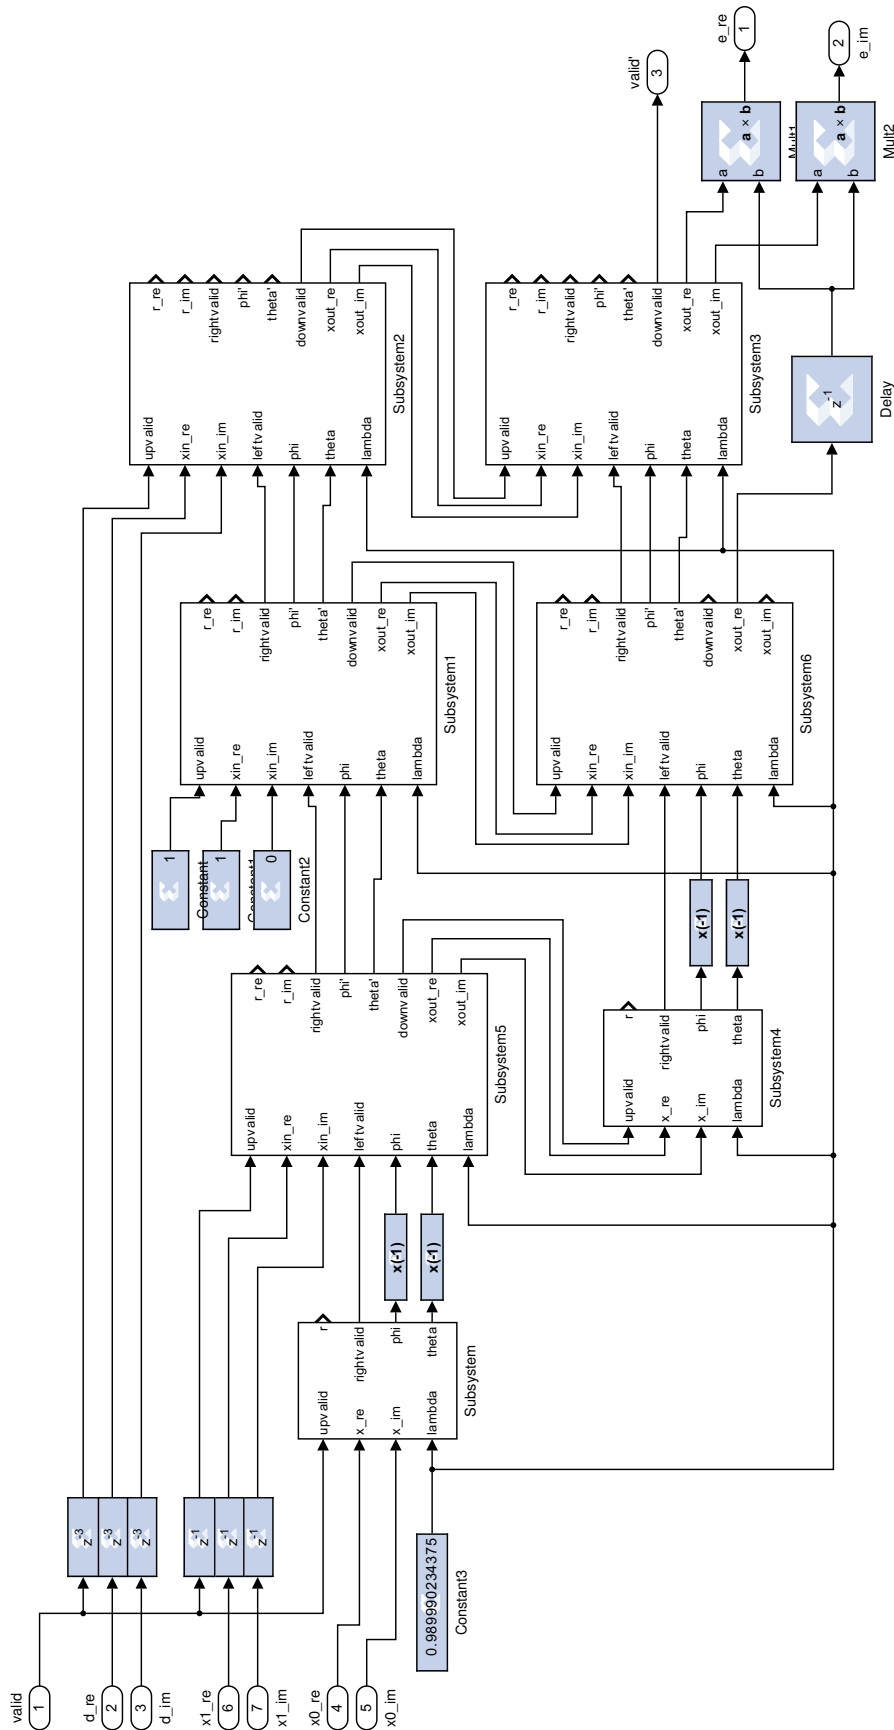 valid
1
d_re
2
3
d_im
x1_re
6
7
x1_im
x0_re
4
5
x0_im
z-3
z-3
z-3
z-1
z-1
z-1
0.989990234375
Constant3
upvalid
x_re
x_im
lambda
r
rightvalid
phi
theta
Subsystem
x(-1)
x(-1)
upvalid
xin_re
xin_im
leftvalid
phi
theta
lambda
r_re
r_im
rightvalid
phi'
theta'
downvalid
xout_re
xout_im
Subsystem5
upvalid
x_re
x_im
lambda
r
rightvalid
phi
theta
Subsystem4
x(-1)
x(-1)
1
Constant
1
Constant1
0
Constant2
upvalid
xin_re
xin_im
leftvalid
phi
theta
lambda
r_re
r_im
rightvalid
phi'
theta'
downvalid
xout_re
xout_im
Subsystem1
upvalid
xin_re
xin_im
leftvalid
phi
theta
lambda
r_re
r_im
rightvalid
phi'
theta'
downvalid
xout_re
xout_im
Subsystem6
upvalid
xin_re
xin_im
leftvalid
phi
theta
lambda
r_re
r_im
rightvalid
phi'
theta'
downvalid
xout_re
xout_im
Subsystem2
upvalid
xin_re
xin_im
leftvalid
phi
theta
lambda
r_re
r_im
rightvalid
phi'
theta'
downvalid
xout_re
xout_im
Subsystem3
z-1
Delay
valid'
3
a
b
a × b
Mult1
a
b
a × b
Mult2
e_re
1
2
e_im